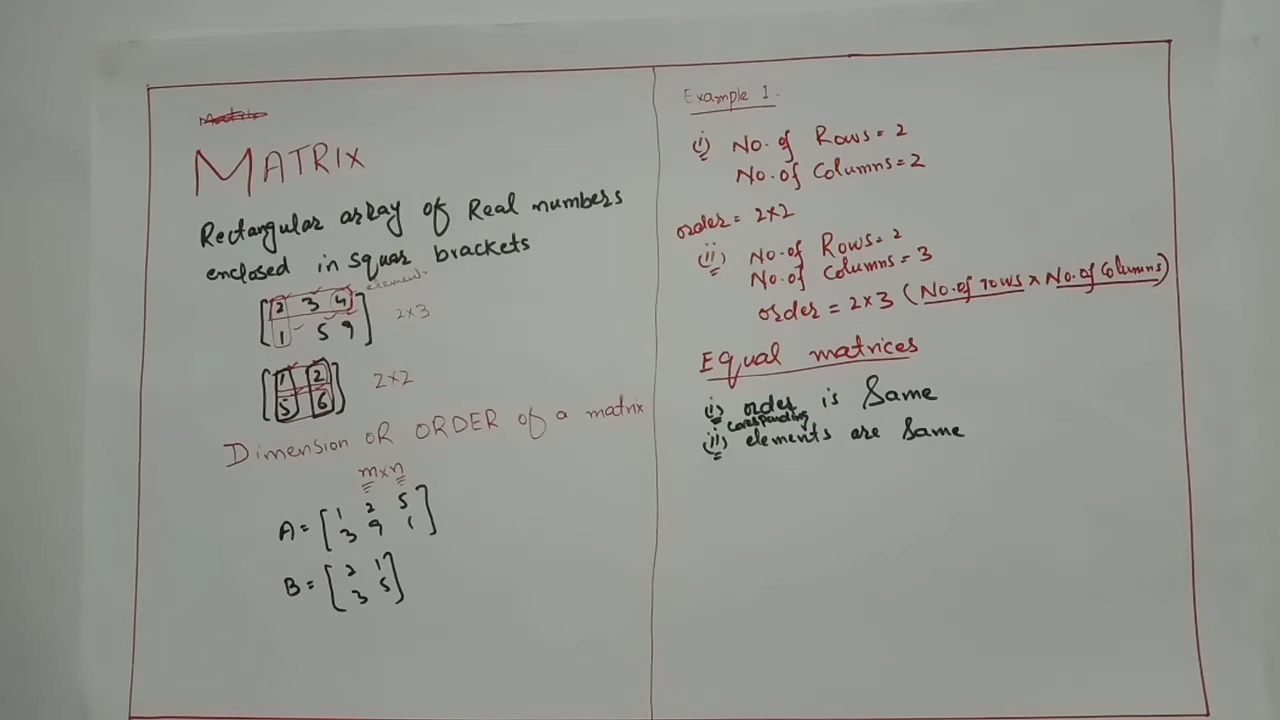 Matrix
MATRIX
Rectangular array of Real numbers
enclosed in squar brackets
element.
[2 3 4
1 5 9] 2×3
[1 2
5 6] 2×2
Dimension OR ORDER of a matrix
m×n
A = [1 2 5
3 9 1]
B = [2 1
3 5]
Example 1.
(i) No. of Rows = 2
No. of Columns = 2
order = 2×2
(ii) No. of Rows = 2
No. of Columns = 3
order = 2×3 (No. of rows × No. of Columns)
Equal matrices
(i) order is Same
corresponding
(ii) elements are Same